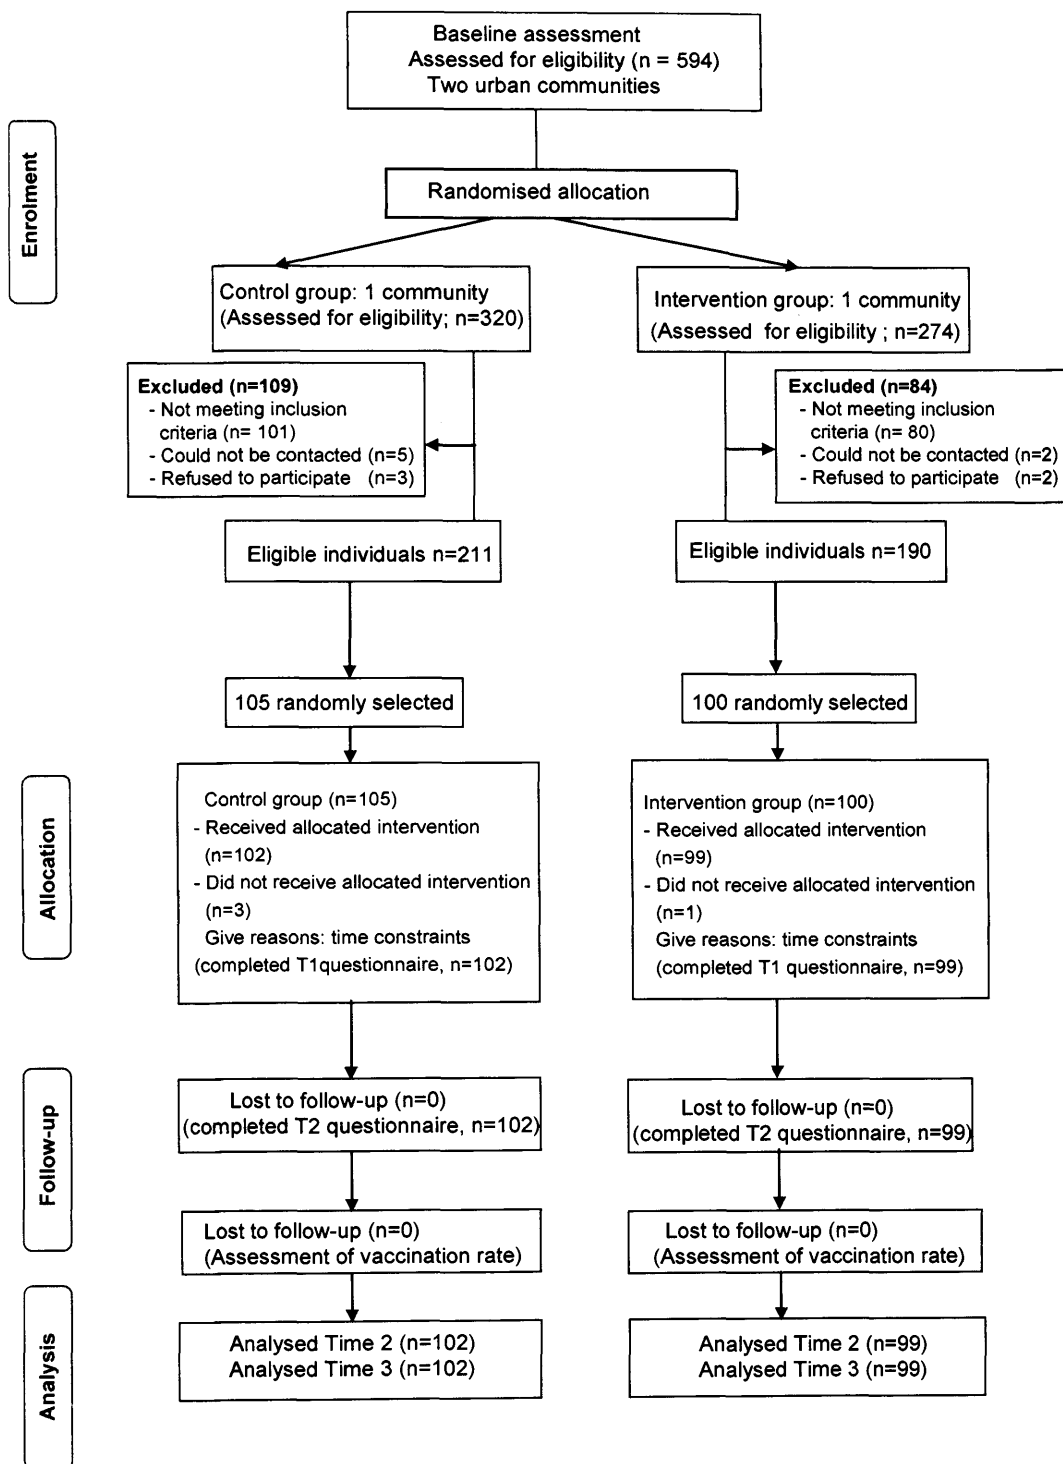 Baseline assessment
Assessed for eligibility (n = 594)
Two urban communities
Enrolment
Randomised allocation
Control group: 1 community
(Assessed for eligibility; n=320)
Intervention group: 1 community
(Assessed for eligibility ; n=274)
Excluded (n=109)
- Not meeting inclusion
criteria (n= 101)
- Could not be contacted (n=5)
- Refused to participate (n=3)
Excluded (n=84)
- Not meeting inclusion
criteria (n= 80)
- Could not be contacted (n=2)
- Refused to participate (n=2)
Eligible individuals n=211
Eligible individuals n=190
105 randomly selected
100 randomly selected
Allocation
Control group (n=105)
- Received allocated intervention
(n=102)
- Did not receive allocated intervention
(n=3)
Give reasons: time constraints
(completed T1questionnaire, n=102)
Intervention group (n=100)
- Received allocated intervention
(n=99)
- Did not receive allocated intervention
(n=1)
Give reasons: time constraints
(completed T1 questionnaire, n=99)
Follow-up
Lost to follow-up (n=0)
(completed T2 questionnaire, n=102)
Lost to follow-up (n=0)
(completed T2 questionnaire, n=99)
Lost to follow-up (n=0)
(Assessment of vaccination rate)
Lost to follow-up (n=0)
(Assessment of vaccination rate)
Analysis
Analysed Time 2 (n=102)
Analysed Time 3 (n=102)
Analysed Time 2 (n=99)
Analysed Time 3 (n=99)